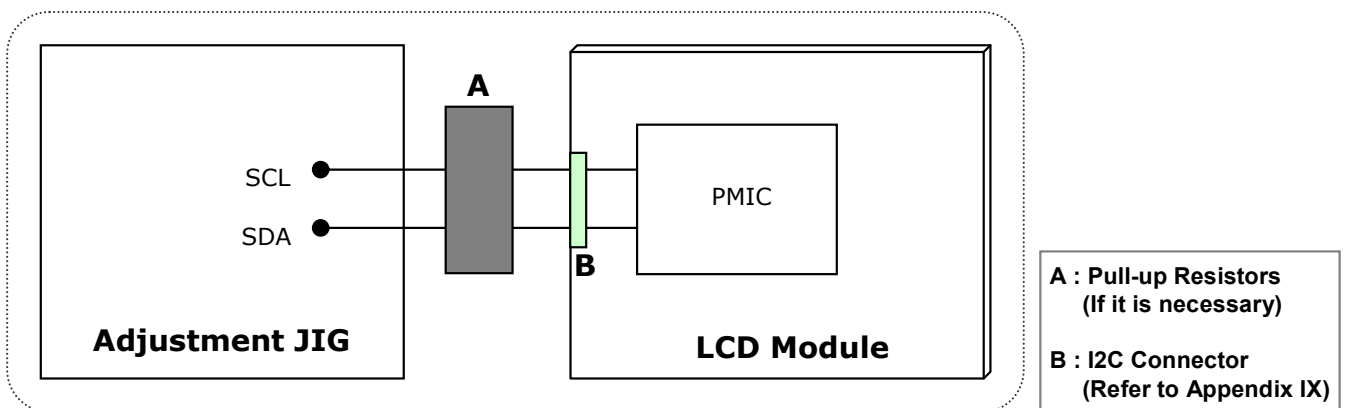 A
SCL
SDA
PMIC
B
Adjustment JIG
LCD Module
A : Pull-up Resistors
(If it is necessary)
B : I2C Connector
(Refer to Appendix IX)